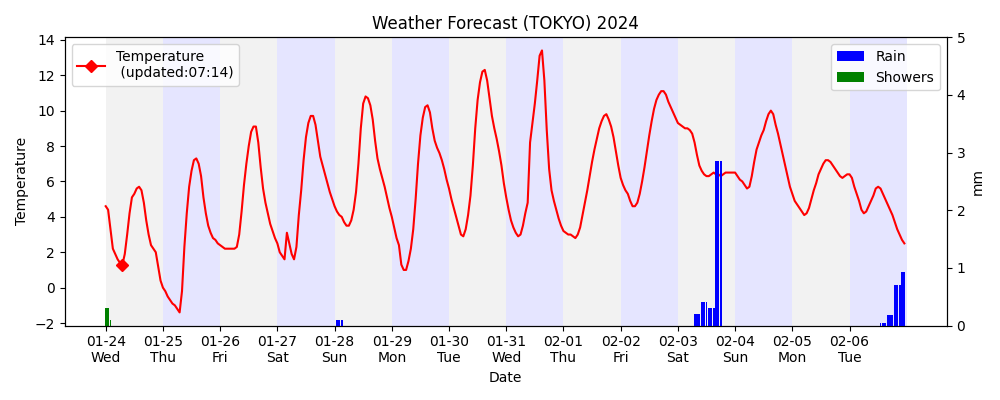 Weather Forecast (TOKYO) 2024
Temperature
(updated:07:14)
Rain
Showers
14
12
10
8
6
4
2
0
−2
Temperature
5
4
3
2
1
0
mm
01-24 01-25 01-26 01-27 01-28 01-29 01-30 01-31 02-01 02-02 02-03 02-04 02-05 02-06
Wed Thu Fri Sat Sun Mon Tue Wed Thu Fri Sat Sun Mon Tue
Date